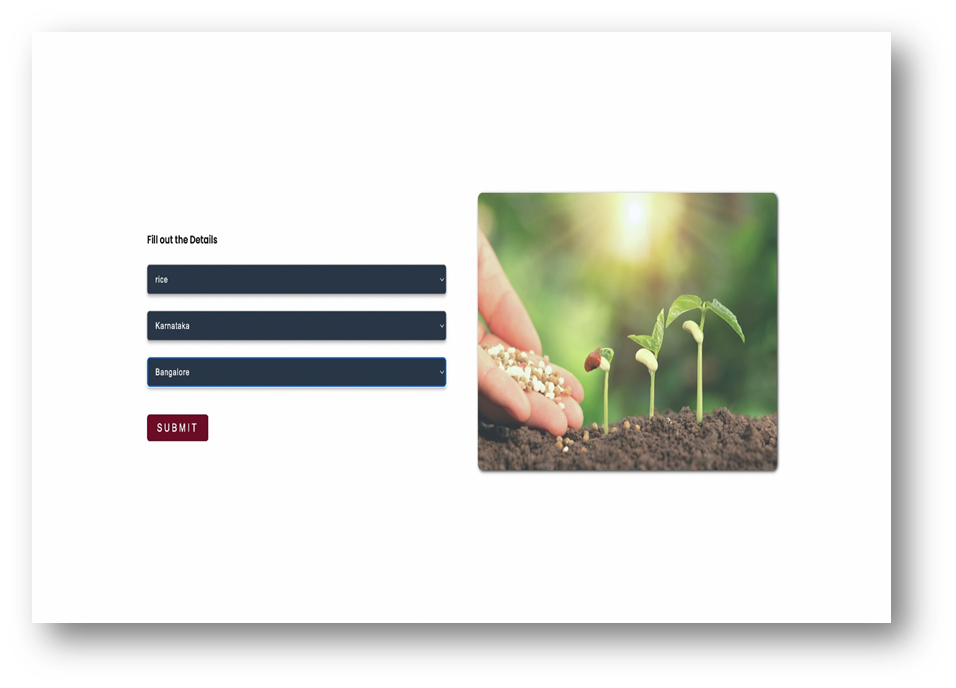 Fill out the Details
rice
Karnataka
Bangalore
SUBMIT